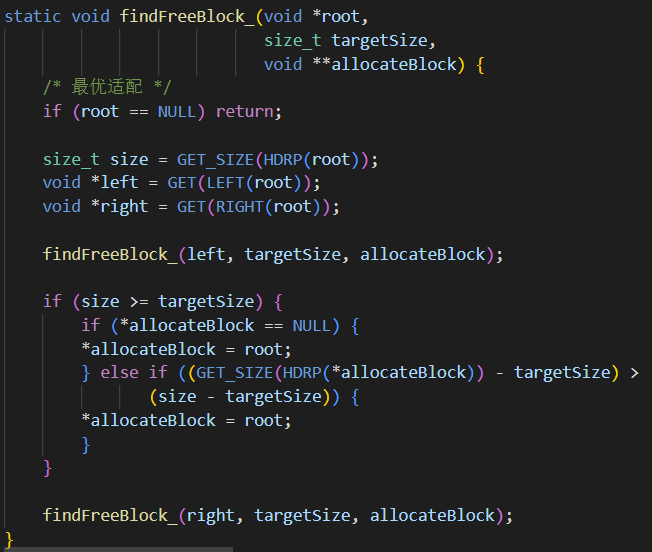 static void findFreeBlock_(void *root,
size_t targetSize,
void **allocateBlock) {
/* 最优适配 */
if (root == NULL) return;
size_t size = GET_SIZE(HDRP(root));
void *left = GET(LEFT(root));
void *right = GET(RIGHT(root));
findFreeBlock_(left, targetSize, allocateBlock);
if (size >= targetSize) {
if (*allocateBlock == NULL) {
*allocateBlock = root;
} else if ((GET_SIZE(HDRP(*allocateBlock)) - targetSize) >
(size - targetSize)) {
*allocateBlock = root;
}
}
findFreeBlock_(right, targetSize, allocateBlock);
}